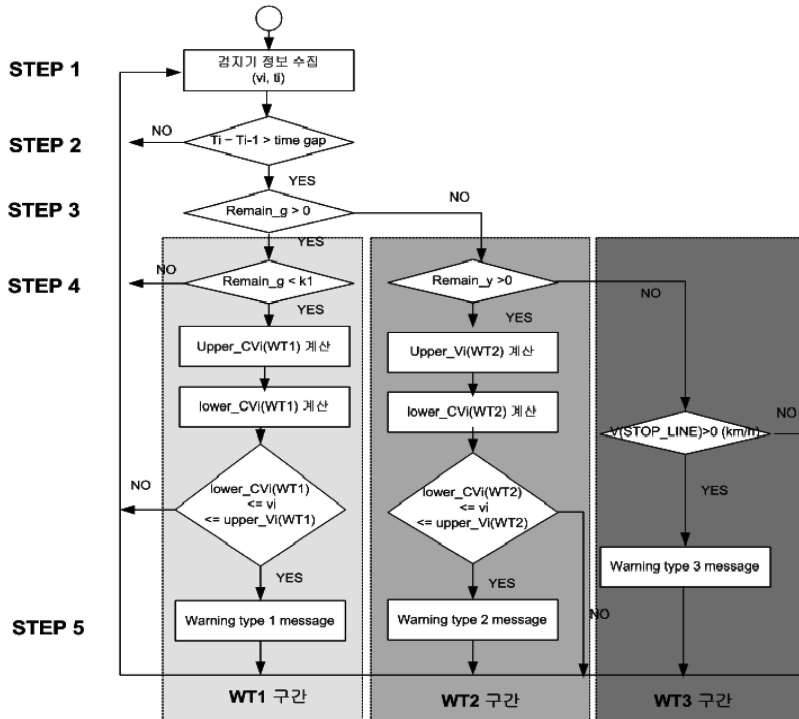 STEP 1
검지기 정보 수집
(vi, ti)
STEP 2
NO
Ti – Ti-1 > time gap
YES
STEP 3
Remain_g > 0
NO
YES
STEP 4
NO
Remain_g < k1
YES
Remain_y >0
NO
YES
Upper_CVi(WT1) 계산
Upper_Vi(WT2) 계산
lower_CVi(WT1) 계산
lower_CVi(WT2) 계산
V(STOP_LINE)>0 (km/h)
NO
YES
NO
lower_CVi(WT1)
<= vi
<= upper_Vi(WT1)
YES
lower_CVi(WT2)
<= vi
<= upper_Vi(WT2)
YES
NO
Warning type 3 message
STEP 5
Warning type 1 message
Warning type 2 message
WT1 구간
WT2 구간
WT3 구간